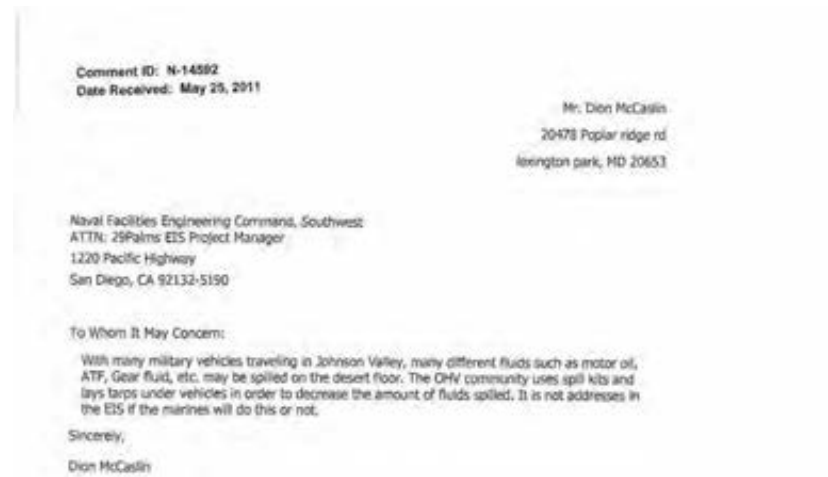 Comment ID: N-14592
Date Received: May 25, 2011
Mr. Dion McCaslin
20478 Poplar ridge rd
lexington park, MD 20653
Naval Facilities Engineering Command, Southwest
ATTN: 29Palms EIS Project Manager
1220 Pacific Highway
San Diego, CA 92132-5190
To Whom It May Concern:
With many military vehicles traveling in Johnson Valley, many different fluids such as motor oil,
ATF, Gear fluid, etc. may be spilled on the desert floor. The OHV community uses spill kits and
lays tarps under vehicles in order to decrease the amount of fluids spilled. It is not addresses in
the EIS if the marines will do this or not.
Sincerely,
Dion McCaslin